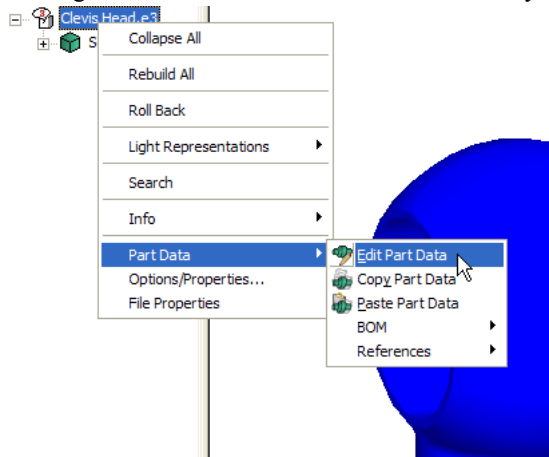 Clevis Head.e3
S
Collapse All
Rebuild All
Roll Back
Light Representations
Search
Info
Part Data
Options/Properties...
File Properties
Edit Part Data
Copy Part Data
Paste Part Data
BOM
References